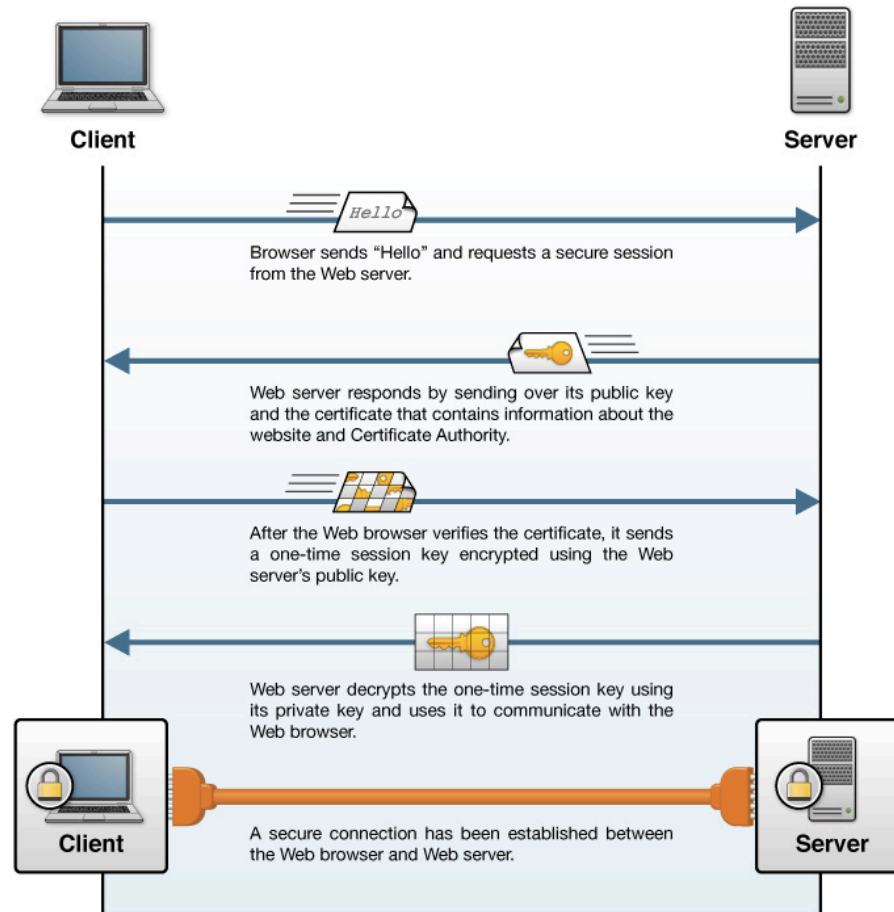 Client
Server
Hello
Browser sends “Hello” and requests a secure session
from the Web server.
Web server responds by sending over its public key
and the certificate that contains information about the
website and Certificate Authority.
After the Web browser verifies the certificate, it sends
a one-time session key encrypted using the Web
server’s public key.
Web server decrypts the one-time session key using
its private key and uses it to communicate with the
Web browser.
Client
A secure connection has been established between
the Web browser and Web server.
Server